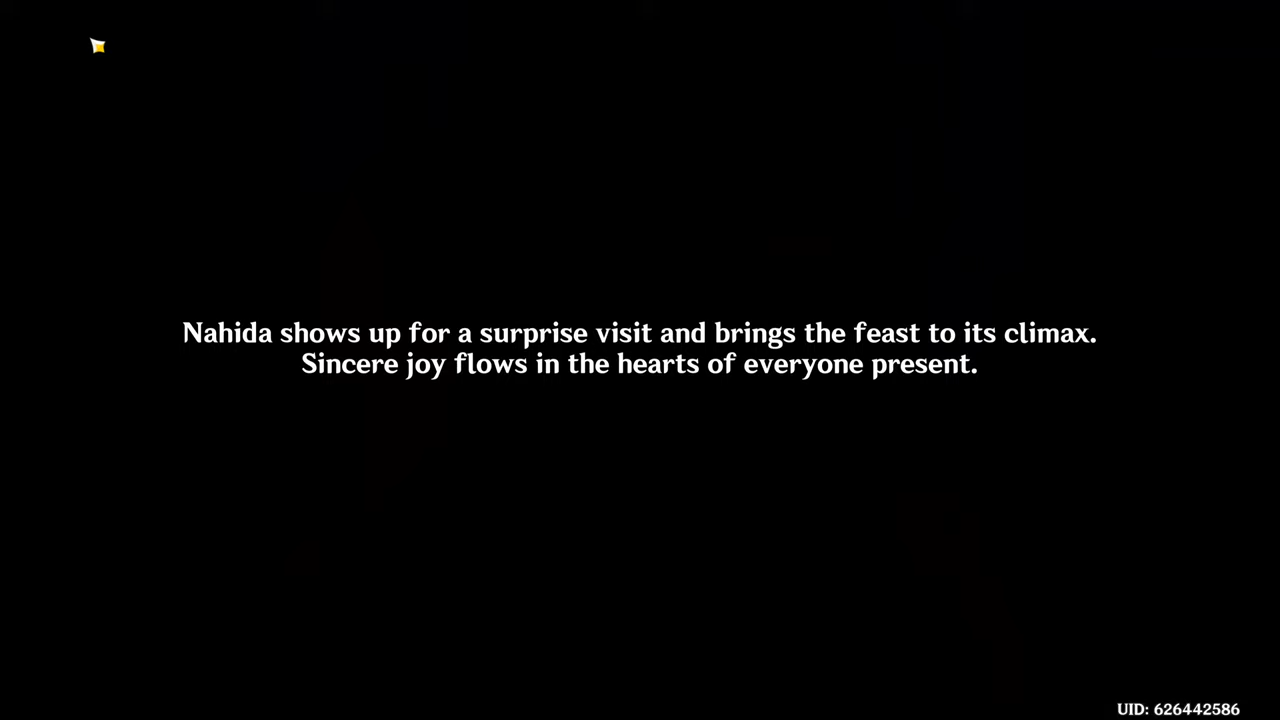 Nahida shows up for a surprise visit and brings the feast to its climax.
Sincere joy flows in the hearts of everyone present.
UID: 626442586